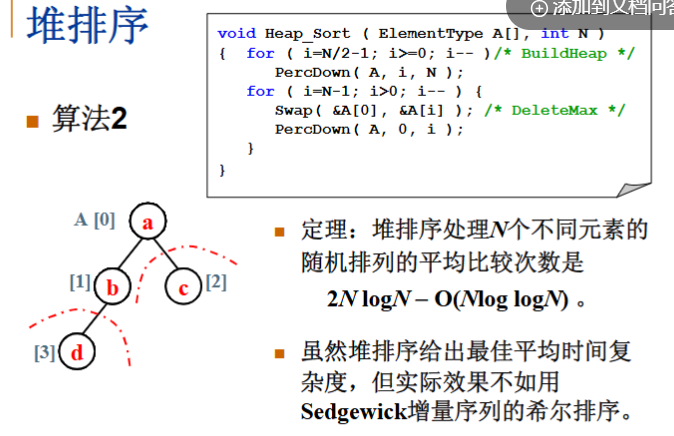 添加到文档问答
堆排序
void Heap_Sort ( ElementType A[], int N )
{ for ( i=N/2-1; i>=0; i-- )/* BuildHeap */
PercDown( A, i, N );
for ( i=N-1; i>0; i-- ) {
Swap( &A[0], &A[i] ); /* DeleteMax */
PercDown( A, 0, i );
}
}
算法2
A [0] a
[1] b
c [2]
[3] d
定理：堆排序处理N个不同元素的
随机排列的平均比较次数是
2N logN – O(Nlog logN) 。
虽然堆排序给出最佳平均时间复
杂度，但实际效果不如用
Sedgewick增量序列的希尔排序。